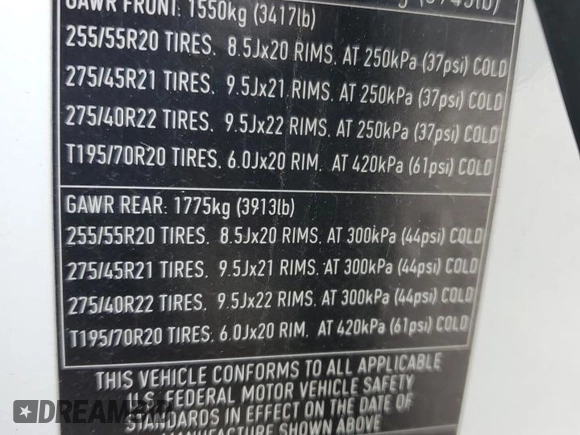 GAWR FRONT: 1550kg (3417lb)
255/55R20 TIRES. 8.5Jx20 RIMS. AT 250kPa (37psi) COLD
275/45R21 TIRES. 9.5Jx21 RIMS. AT 250kPa (37psi) COLD
275/40R22 TIRES. 9.5Jx22 RIMS. AT 250kPa (37psi) COLD
T195/70R20 TIRES. 6.0Jx20 RIM. AT 420kPa (61psi) COLD
GAWR REAR: 1775kg (3913lb)
255/55R20 TIRES. 8.5Jx20 RIMS. AT 300kPa (44psi) COLD
275/45R21 TIRES. 9.5Jx21 RIMS. AT 300kPa (44psi) COLD
275/40R22 TIRES. 9.5Jx22 RIMS. AT 300kPa (44psi) COLD
T195/70R20 TIRES. 6.0Jx20 RIM. AT 420kPa (61psi) COLD
THIS VEHICLE CONFORMS TO ALL APPLICABLE
U.S. FEDERAL MOTOR VEHICLE SAFETY
STANDARDS IN EFFECT ON THE DATE OF
MANUFACTURE SHOWN ABOVE